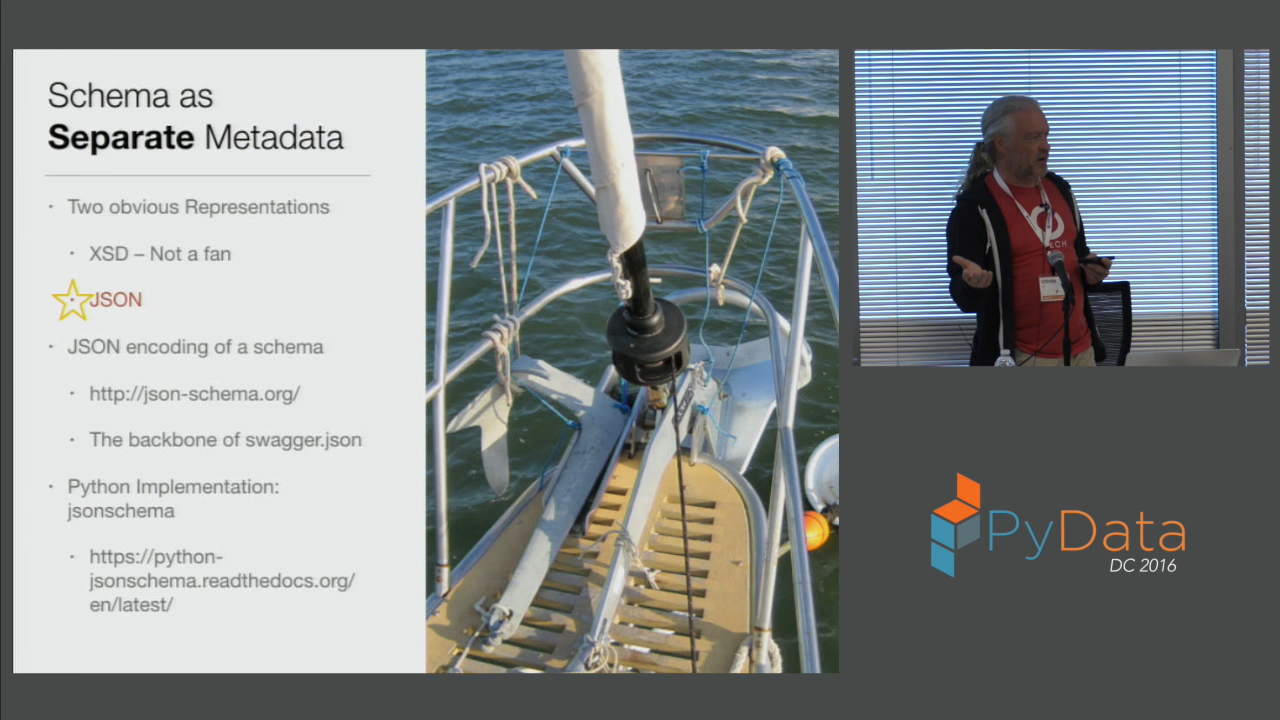 Schema as
Separate Metadata
• Two obvious Representations
• XSD – Not a fan
• JSON
• JSON encoding of a schema
• http://json-schema.org/
• The backbone of swagger.json
• Python Implementation:
jsonschema
• https://python-
jsonschema.readthedocs.org/
en/latest/
PyData
DC 2016